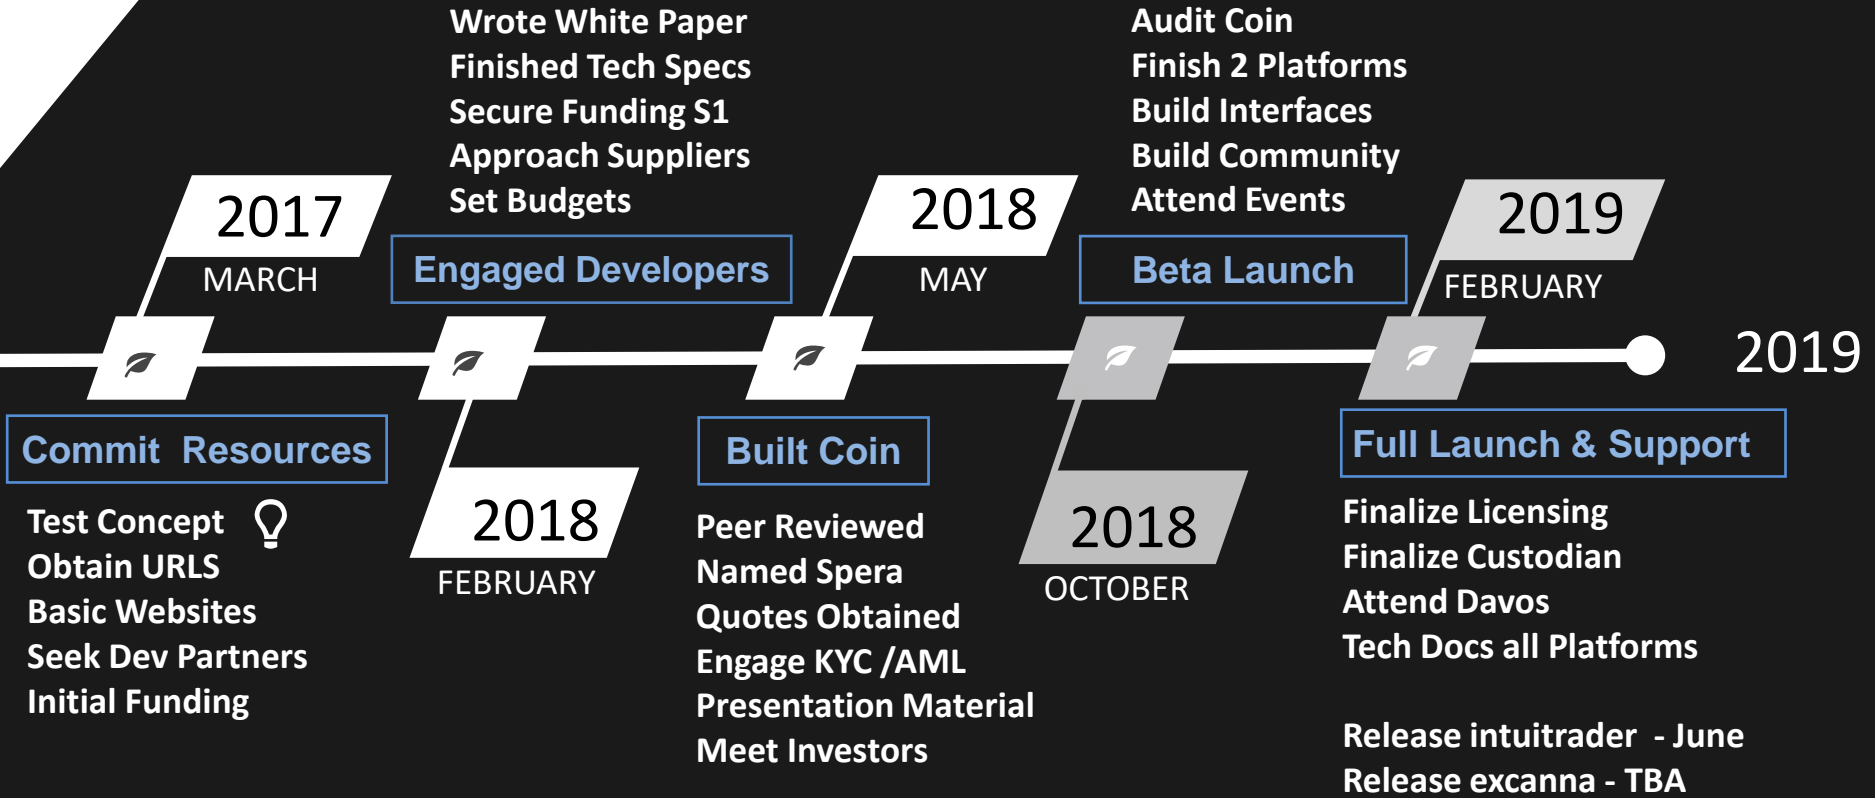 Wrote White Paper
Finished Tech Specs
Secure Funding S1
Approach Suppliers
Set Budgets
Audit Coin
Finish 2 Platforms
Build Interfaces
Build Community
Attend Events
2017
MARCH
Engaged Developers
2018
MAY
Beta Launch
2019
FEBRUARY
2019
Commit  Resources
Test Concept
Obtain URLS
Basic Websites
Seek Dev Partners
Initial Funding
2018
FEBRUARY
Built Coin
Peer Reviewed
Named Spera
Quotes Obtained
Engage KYC /AML
Presentation Material
Meet Investors
2018
OCTOBER
Full Launch & Support
Finalize Licensing
Finalize Custodian
Attend Davos
Tech Docs all Platforms
Release intuitrader  - June
Release excanna - TBA